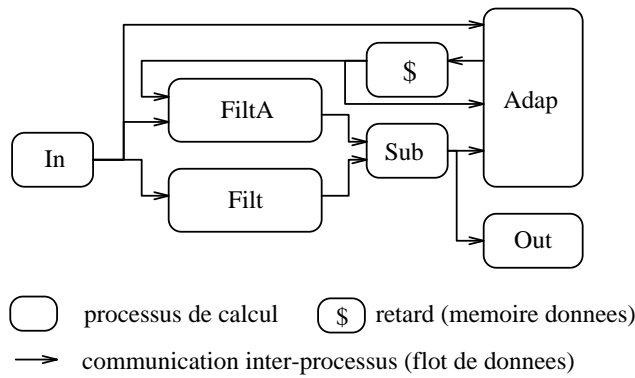 $
Adap
FiltA
In
Sub
Filt
Out
processus de calcul
$ retard (memoire donnees)
communication inter-processus (flot de donnees)